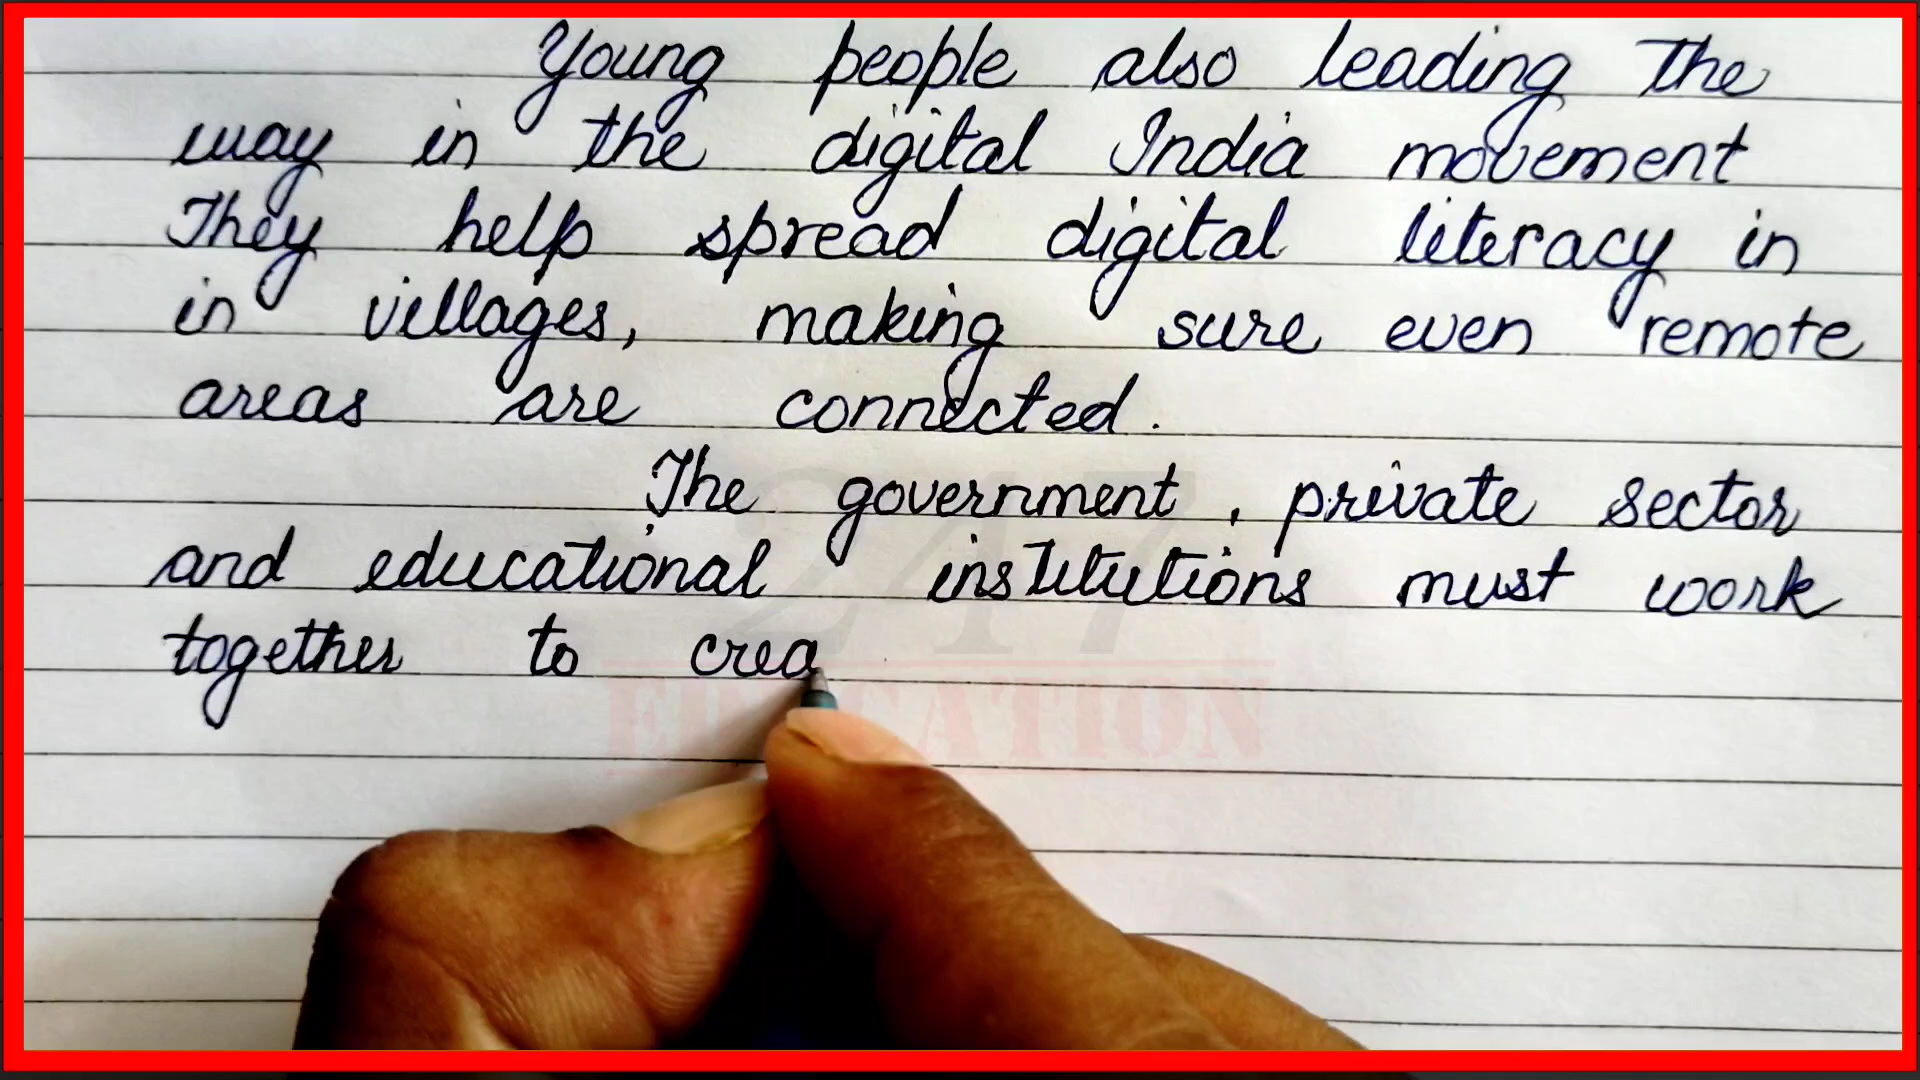 Young people also leading the
way in the digital India movement
They help spread digital literacy in
in villages, making sure even remote
areas are connected.
The government, private sector
and educational institutions must work
together to crea
247
EDUCATION